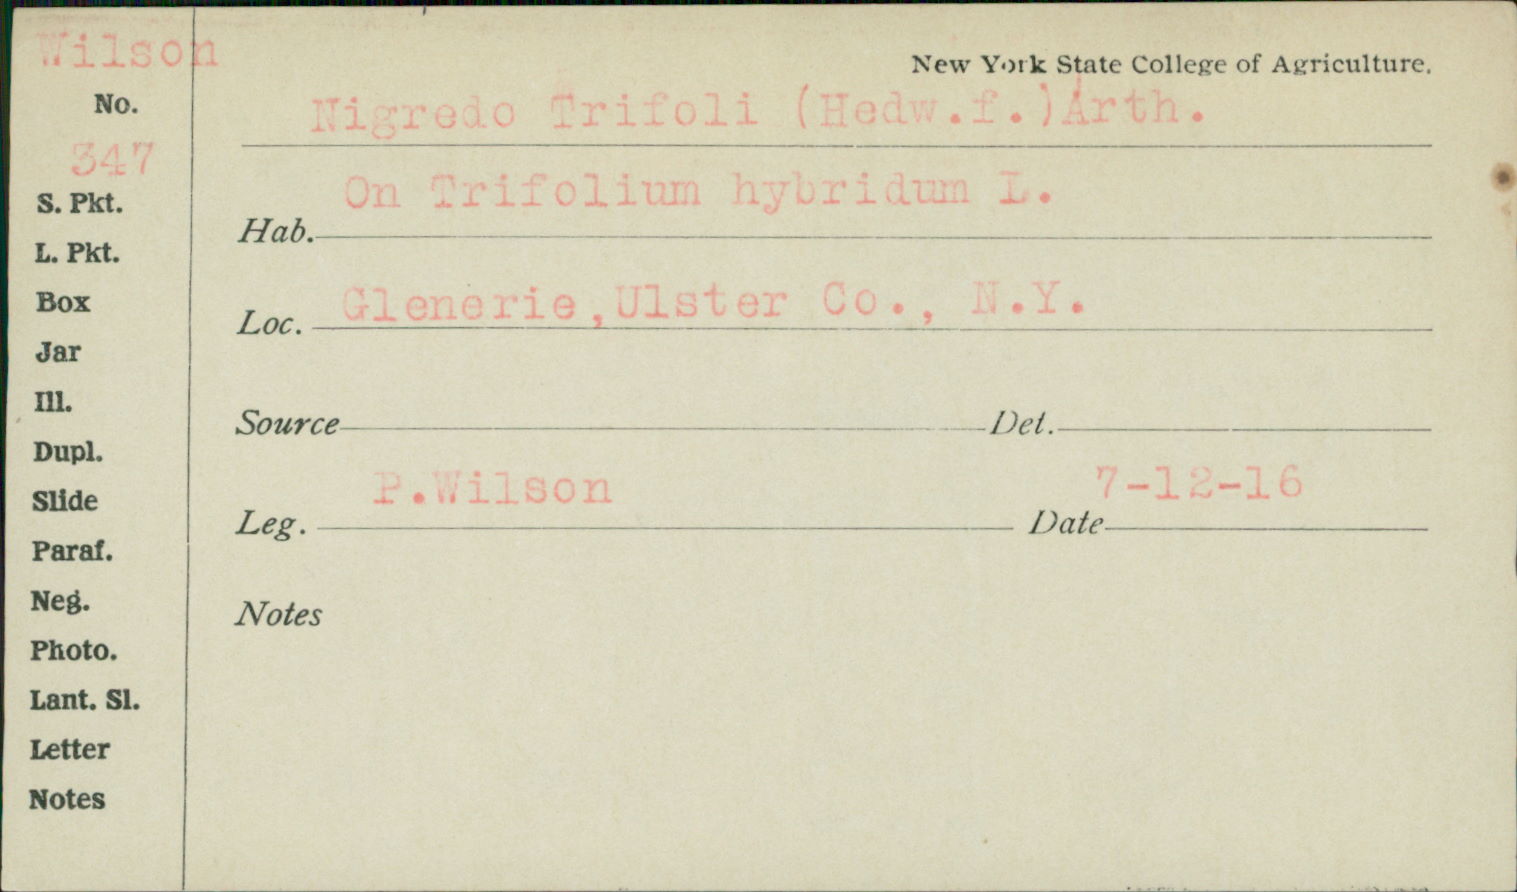 Wilson
New York State College of Agriculture.
No.
Nigredo Trifoli (Hedw.f.)Arth.
347
On Trifolium hybridum L.
S. Pkt.
Hab.
L. Pkt.
Box
Glenerie,Ulster Co., N.Y.
Loc.
Jar
Ill.
Source Det.
Dupl.
P.Wilson 7-12-16
Slide
Leg. Date
Paraf.
Neg.
Notes
Photo.
Lant. Sl.
Letter
Notes